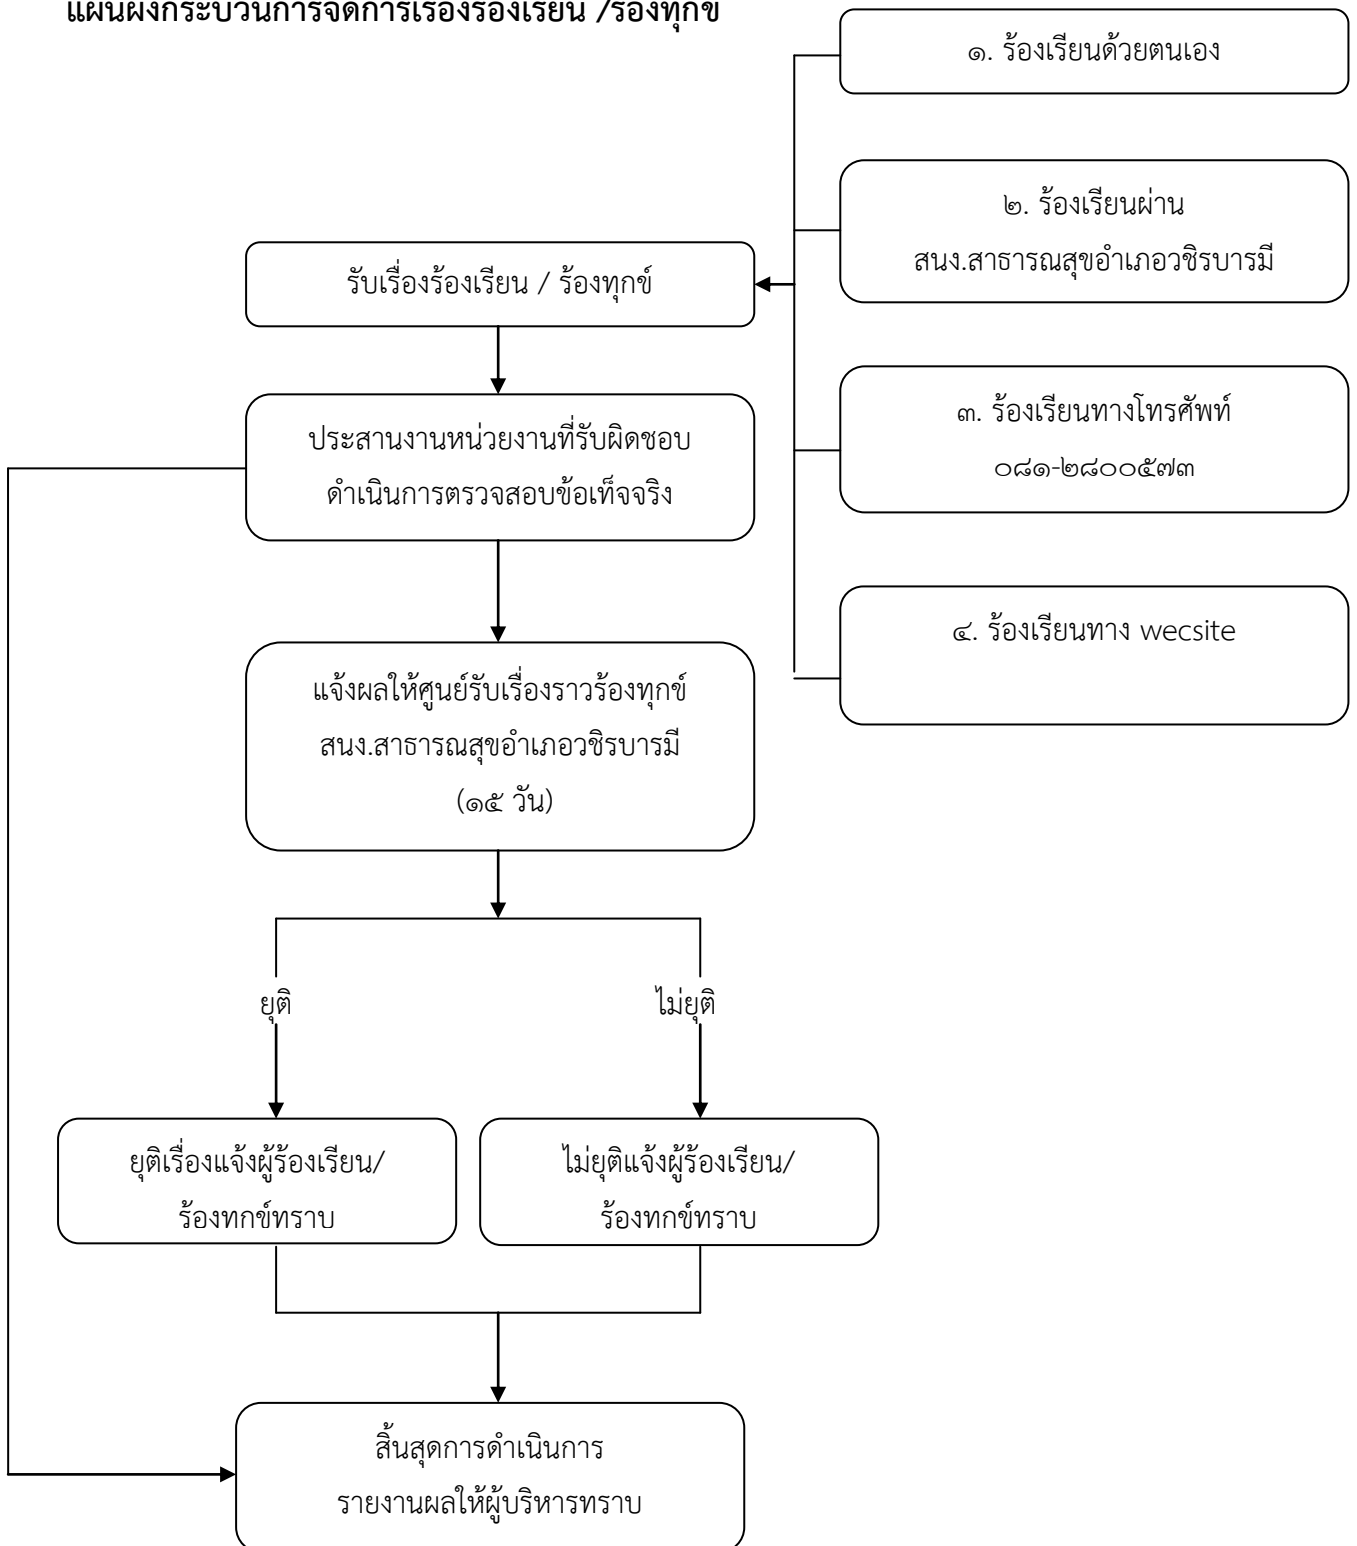 แผนผังกระบวนการจัดการเรื่องร้องเรียน /ร้องทุกข์
๑. ร้องเรียนด้วยตนเอง
๒. ร้องเรียนผ่าน
สนง.สาธารณสุขอำเภอวชิรบารมี
รับเรื่องร้องเรียน / ร้องทุกข์
๓. ร้องเรียนทางโทรศัพท์
๐๘๑-๒๘๐๐๕๗๓
ประสานงานหน่วยงานที่รับผิดชอบ
ดำเนินการตรวจสอบข้อเท็จจริง
๔. ร้องเรียนทาง wecsite
แจ้งผลให้ศูนย์รับเรื่องราวร้องทุกข์
สนง.สาธารณสุขอำเภอวชิรบารมี
(๑๕ วัน)
ยุติ
ไม่ยุติ
ยุติเรื่องแจ้งผู้ร้องเรียน/
ร้องทุกข์ทราบ
ไม่ยุติแจ้งผู้ร้องเรียน/
ร้องทุกข์ทราบ
สิ้นสุดการดำเนินการ
รายงานผลให้ผู้บริหารทราบ